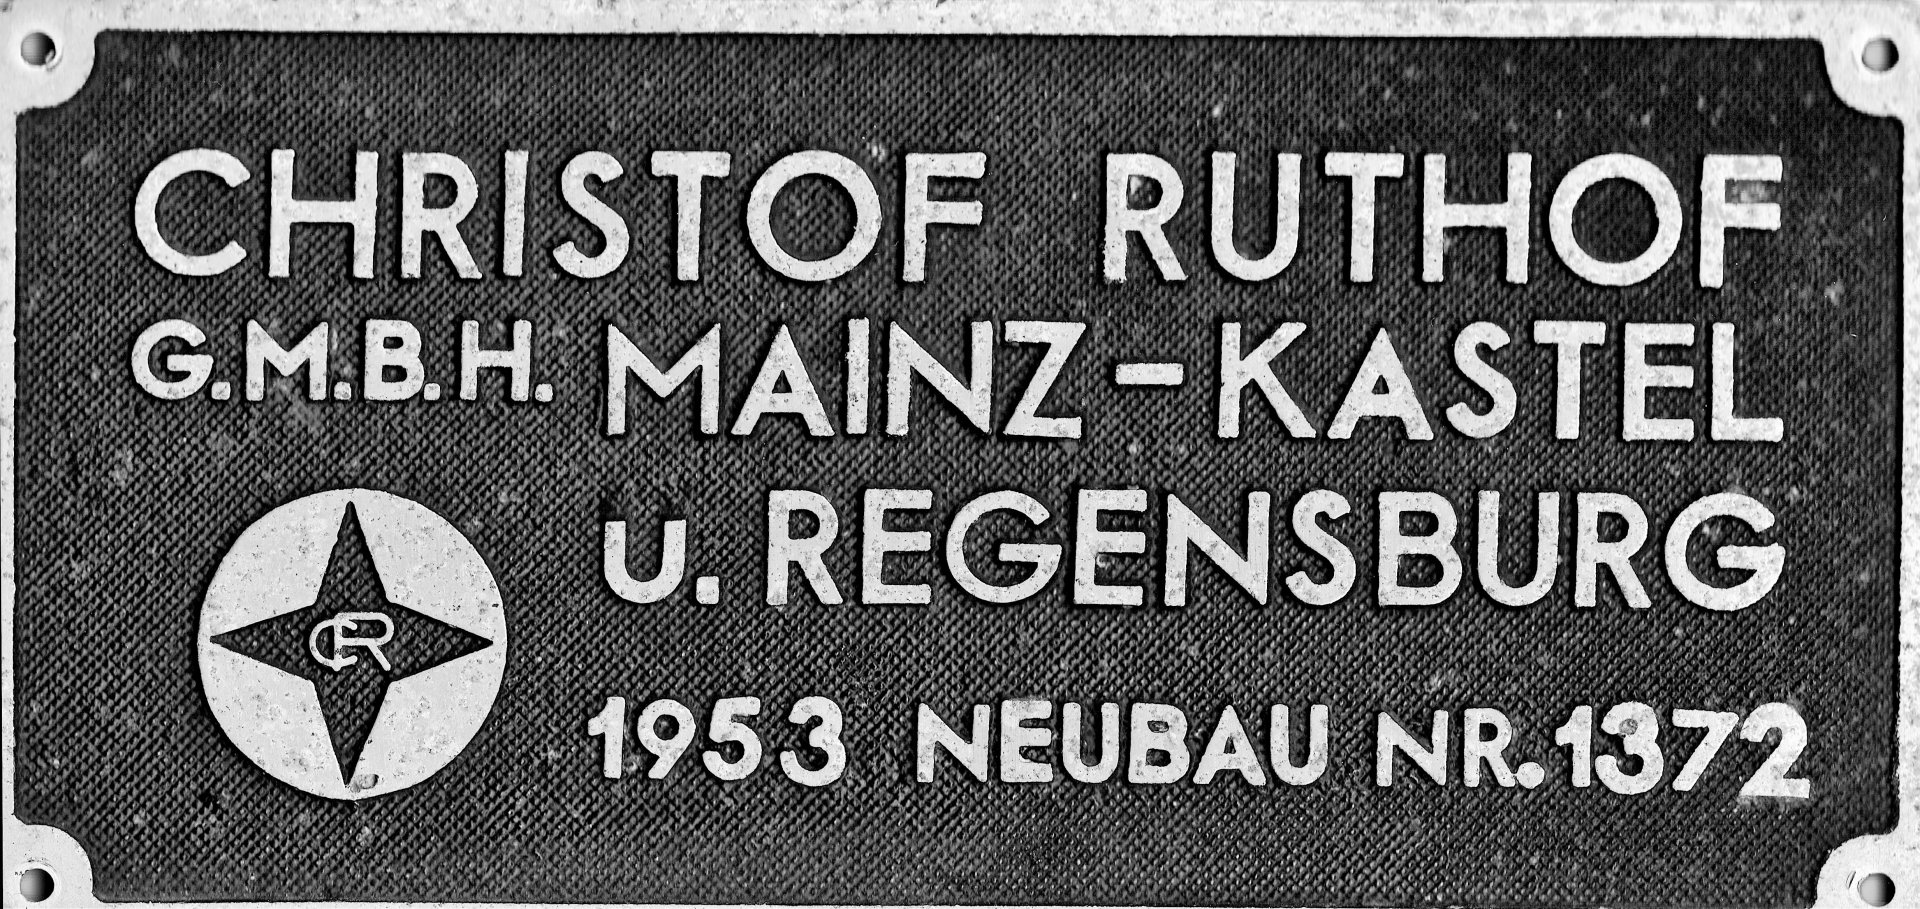 CHRISTOF RUTHOF
G.M.B.H. MAINZ-KASTEL
u. REGENSBURG
CR
1953 NEUBAU NR. 1372